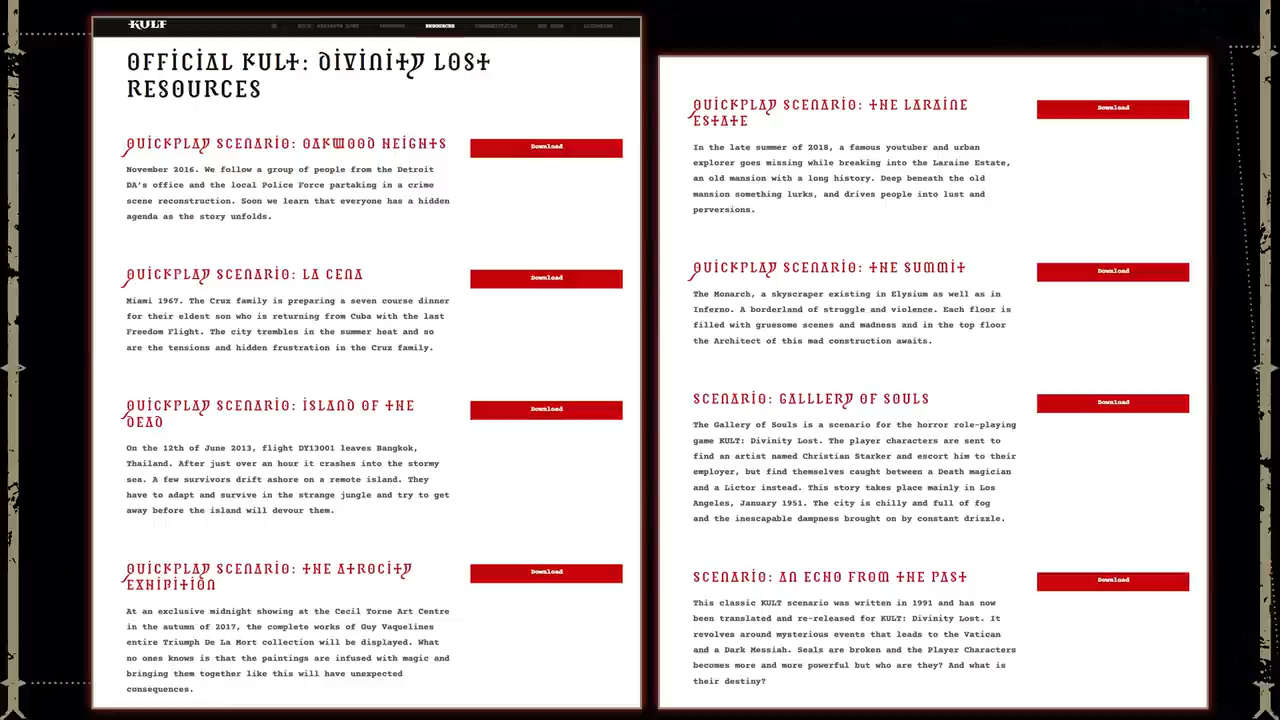 KULT
RESOURCES
OFFICIAL KULT: DIVINITY LOST
RESOURCES
QUICKPLAY SCENARIO: OAKWOOD HEIGHTS
Download
November 2016. We follow a group of people from the Detroit
DA's office and the local Police Force partaking in a crime
scene reconstruction. Soon we learn that everyone has a hidden
agenda as the story unfolds.
QUICKPLAY SCENARIO: LA CENA
Download
Miami 1967. The Cruz family is preparing a seven course dinner
for their eldest son who is returning from Cuba with the last
Freedom Flight. The city trembles in the summer heat and so
are the tensions and hidden frustration in the Cruz family.
QUICKPLAY SCENARIO: ISLAND OF THE
DEAD
Download
On the 12th of June 2013, flight DY13001 leaves Bangkok,
Thailand. After just over an hour it crashes into the stormy
sea. A few survivors drift ashore on a remote island. They
have to adapt and survive in the strange jungle and try to get
away before the island will devour them.
QUICKPLAY SCENARIO: THE ATROCITY
EXHIBITION
Download
At an exclusive midnight showing at the Cecil Torne Art Centre
in the autumn of 2017, the complete works of Guy Vaquelines
entire Triumph De La Mort collection will be displayed. What
no ones knows is that the paintings are infused with magic and
bringing them together like this will have unexpected
consequences.
QUICKPLAY SCENARIO: THE LARAINE
ESTATE
Download
In the late summer of 2018, a famous youtuber and urban
explorer goes missing while breaking into the Laraine Estate,
an old mansion with a long history. Deep beneath the old
mansion something lurks, and drives people into lust and
perversions.
QUICKPLAY SCENARIO: THE SUMMIT
Download
The Monarch, a skyscraper existing in Elysium as well as in
Inferno. A borderland of struggle and violence. Each floor is
filled with gruesome scenes and madness and in the top floor
the Architect of this mad construction awaits.
SCENARIO: GALLLERY OF SOULS
Download
The Gallery of Souls is a scenario for the horror role-playing
game KULT: Divinity Lost. The player characters are sent to
find an artist named Christian Starker and escort him to their
employer, but find themselves caught between a Death magician
and a Lictor instead. This story takes place mainly in Los
Angeles, January 1951. The city is chilly and full of fog
and the inescapable dampness brought on by constant drizzle.
SCENARIO: AN ECHO FROM THE PAST
Download
This classic KULT scenario was written in 1991 and has now
been translated and re-released for KULT: Divinity Lost. It
revolves around mysterious events that leads to the Vatican
and a Dark Messiah. Seals are broken and the Player Characters
becomes more and more powerful but who are they? And what is
their destiny?